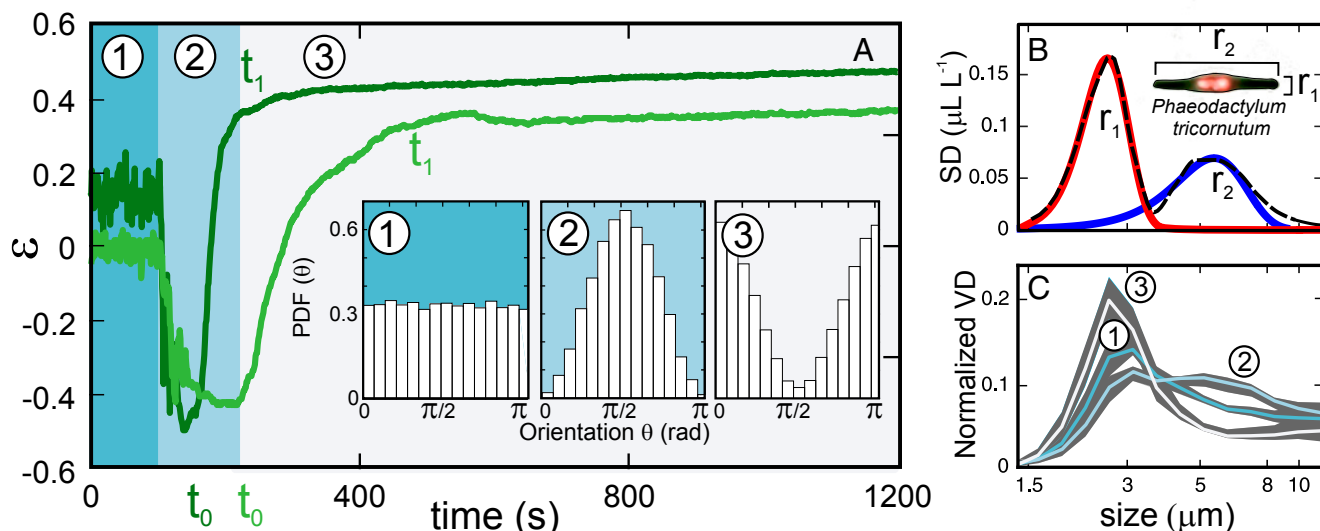 A
0.6
0.4
0.2
0
-0.2
-0.4
-0.6
ε
1
2
3
t1
t1
0
t0
t0
400
800
1200
time (s)
PDF (θ)
0.6
0.3
0
1
0
π/2
π
2
0
π/2
π
3
0
π/2
π
Orientation θ (rad)
B
SD (μL L-1)
0.15
0.1
0.05
0
r2
r1
Phaeodactylum
tricornutum
r1
r2
C
Normalized VD
0.2
0.1
0
3
1
2
1.5
3
5
8
10
size (μm)